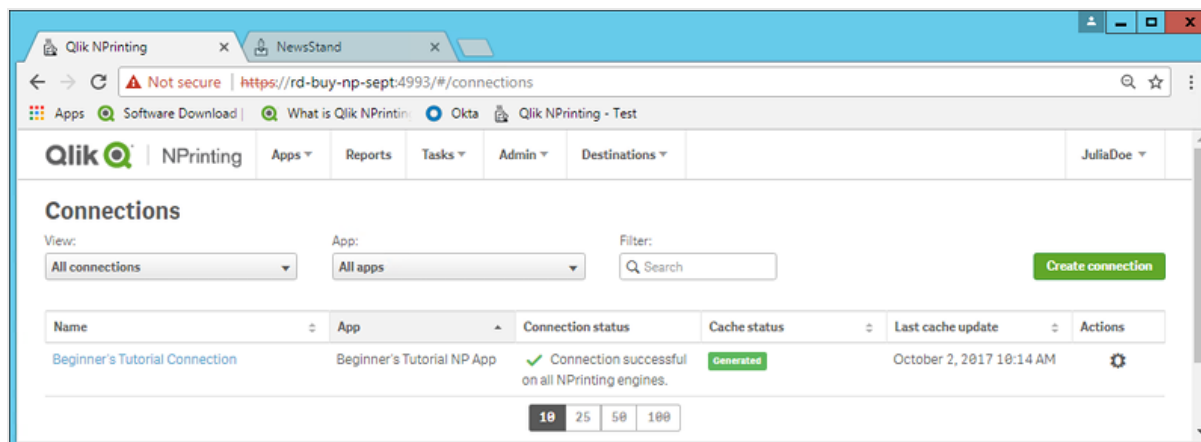 Qlik NPrinting
NewsStand
Not secure | https://rd-buy-np-sept:4993/#/connections
Apps Software Download | What is Qlik NPrintin Okta Qlik NPrinting - Test
Qlik NPrinting Apps Reports Tasks Admin Destinations JuliaDoe
Connections
View: App: Filter:
All connections All apps Search Create connection
Name App Connection status Cache status Last cache update Actions
Beginner's Tutorial Connection Beginner's Tutorial NP App Connection successful Generated October 2, 2017 10:14 AM
on all NPrinting engines.
10 25 50 100